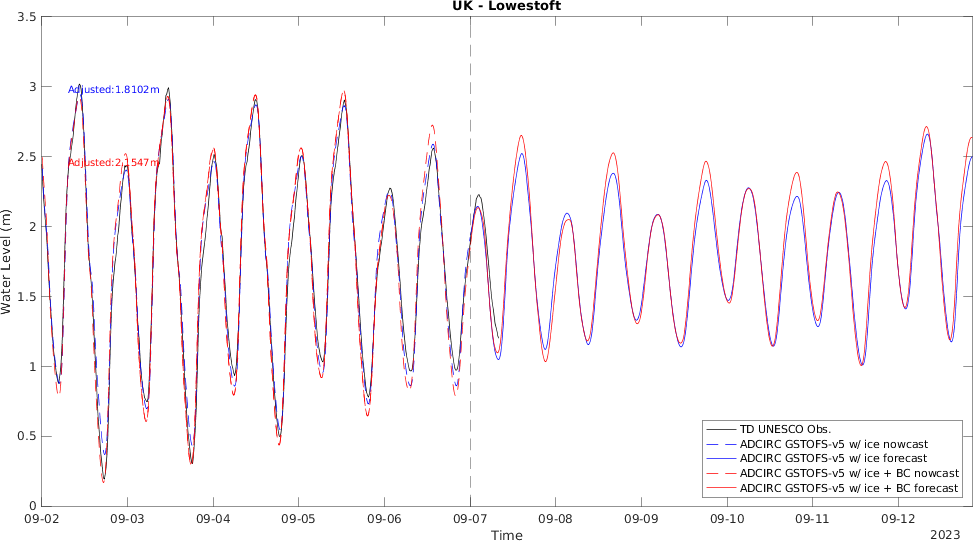 UK - Lowestoft
3.5
3
2.5
2
1.5
1
0.5
0
Water Level (m)
Adjusted:1.8102m
Adjusted:2.1547m
TD UNESCO Obs.
ADCIRC GSTOFS-v5 w/ ice nowcast
ADCIRC GSTOFS-v5 w/ ice forecast
ADCIRC GSTOFS-v5 w/ ice + BC nowcast
ADCIRC GSTOFS-v5 w/ ice + BC forecast
09-02 09-03 09-04 09-05 09-06 09-07 09-08 09-09 09-10 09-11 09-12
Time
2023